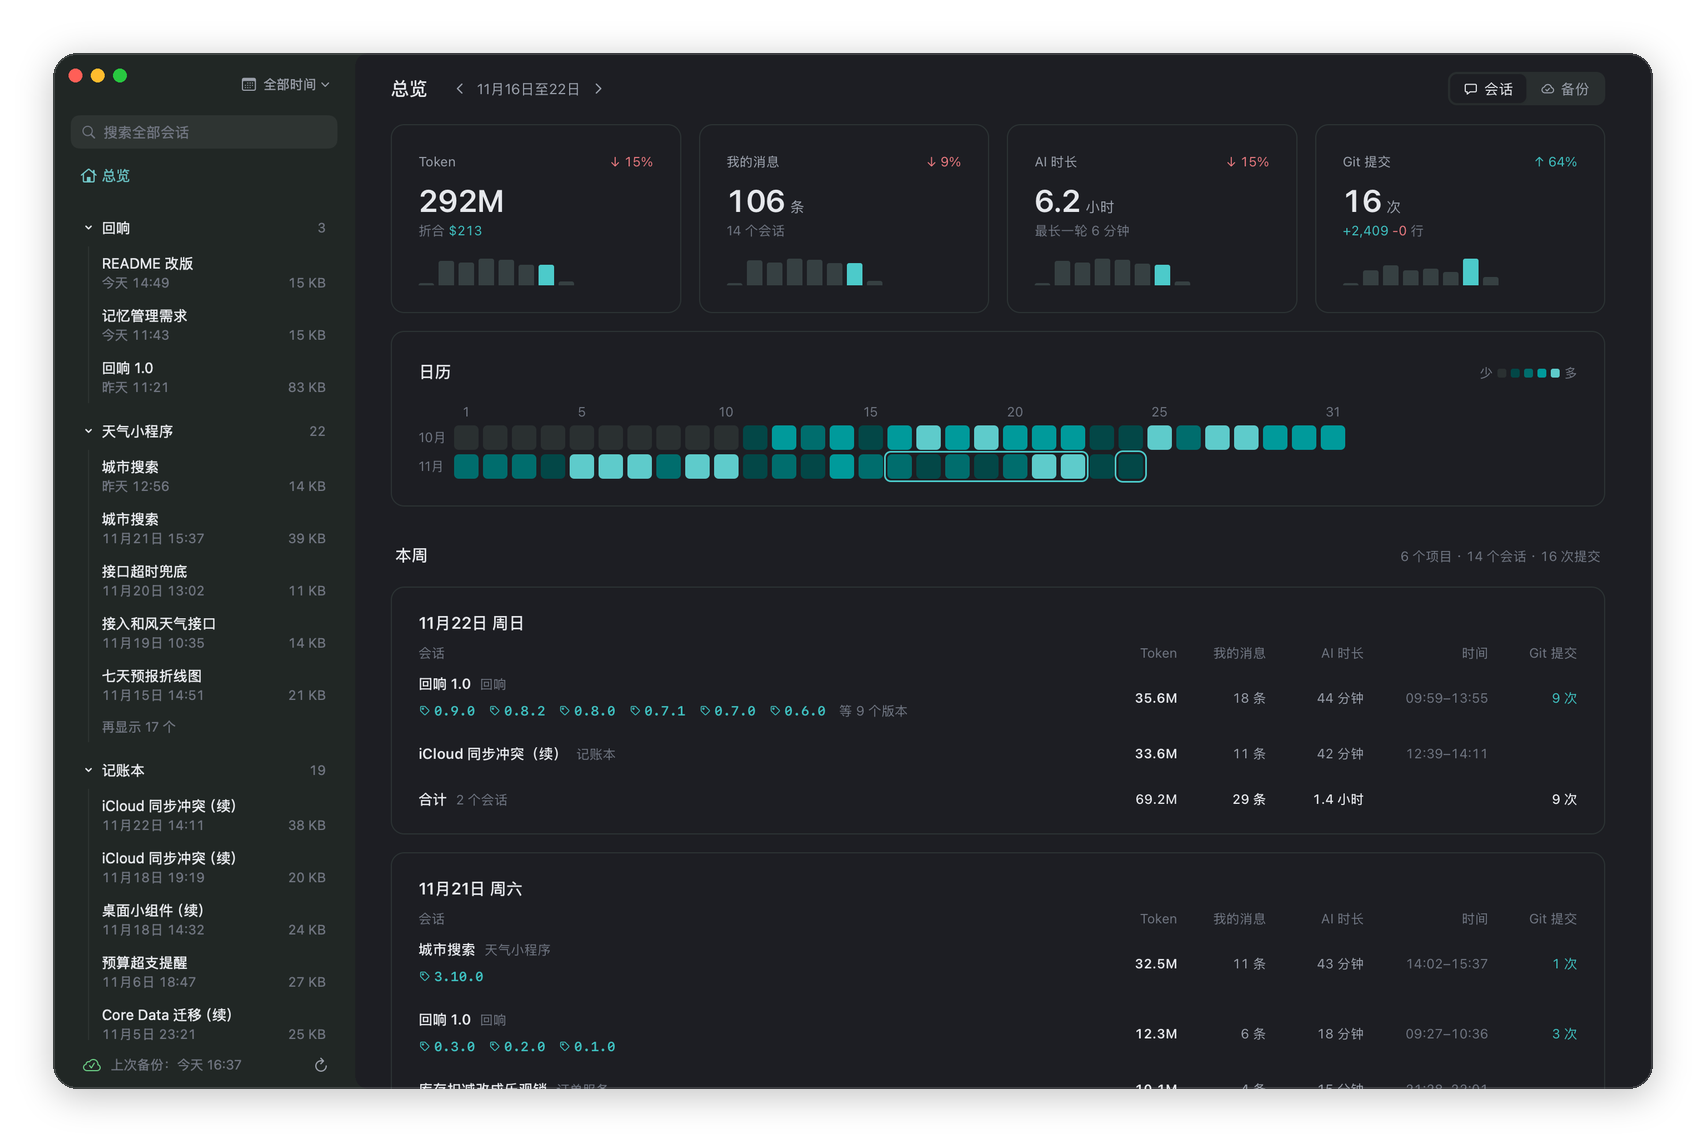 全部时间
搜索全部会话
总览
回响 3
README 改版
今天 14:49 15 KB
记忆管理需求
今天 11:43 15 KB
回响 1.0
昨天 11:21 83 KB
天气小程序 22
城市搜索
昨天 12:56 14 KB
城市搜索
11月21日 15:37 39 KB
接口超时兜底
11月20日 13:02 11 KB
接入和风天气接口
11月19日 10:35 14 KB
七天预报折线图
11月15日 14:51 21 KB
再显示 17 个
记账本 19
iCloud 同步冲突 (续)
11月22日 14:11 38 KB
iCloud 同步冲突 (续)
11月18日 19:19 20 KB
桌面小组件 (续)
11月18日 14:32 24 KB
预算超支提醒
11月6日 18:47 27 KB
Core Data 迁移 (续)
11月5日 23:21 25 KB
上次备份：今天 16:37
总览 11月16日至22日 会话 备份
Token ↓ 15%
292M
折合 $213
我的消息 ↓ 9%
106 条
14 个会话
AI 时长 ↓ 15%
6.2 小时
最长一轮 6 分钟
Git 提交 ↑ 64%
16 次
+2,409 -0 行
日历 少 多
1 5 10 15 20 25 31
10月
11月
本周 6 个项目 · 14 个会话 · 16 次提交
11月22日 周日
会话 Token 我的消息 AI 时长 时间 Git 提交
回响 1.0 回响 35.6M 18 条 44 分钟 09:59–13:55 9 次
0.9.0 0.8.2 0.8.0 0.7.1 0.7.0 0.6.0 等 9 个版本
iCloud 同步冲突（续） 记账本 33.6M 11 条 42 分钟 12:39–14:11
合计 2 个会话 69.2M 29 条 1.4 小时 9 次
11月21日 周六
会话 Token 我的消息 AI 时长 时间 Git 提交
城市搜索 天气小程序 32.5M 11 条 43 分钟 14:02–15:37 1 次
3.10.0
回响 1.0 回响 12.3M 6 条 18 分钟 09:27–10:36 3 次
0.3.0 0.2.0 0.1.0